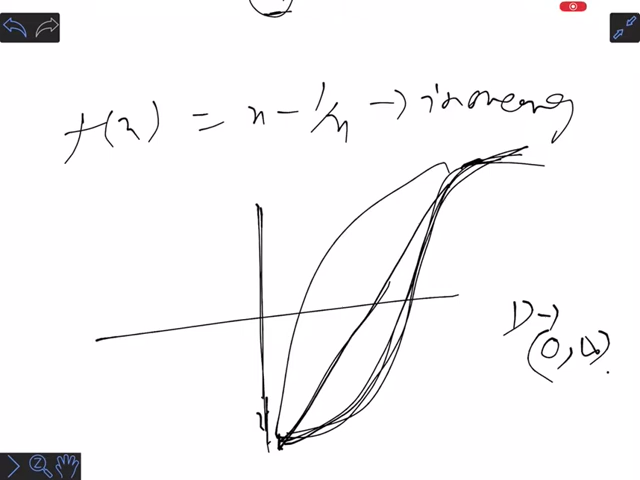 f(x) = x - 1/x → increasing
D →
(0, ∞)